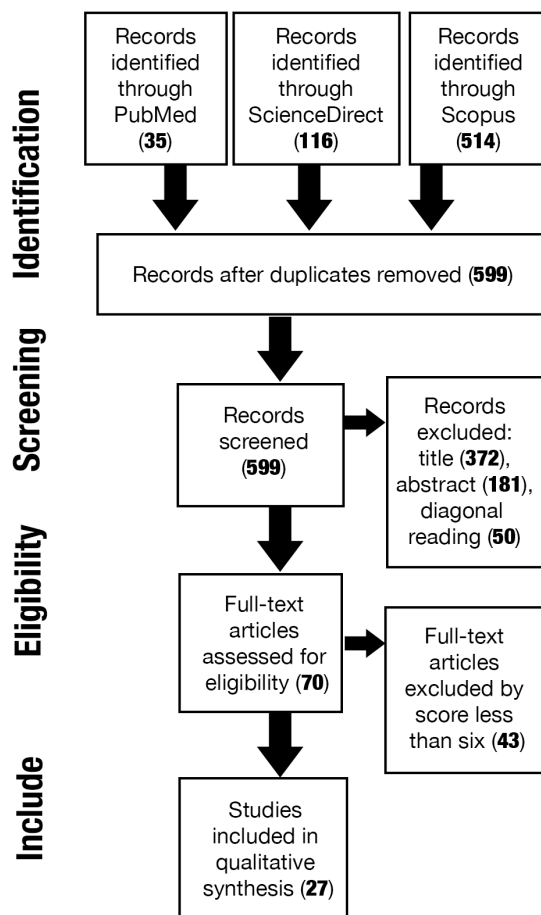 Identification
Records
identified
through
PubMed
(35)
Records
identified
through
ScienceDirect
(116)
Records
identified
through
Scopus
(514)
Records after duplicates removed (599)
Screening
Records
screened
(599)
Records
excluded:
title (372),
abstract (181),
diagonal
reading (50)
Eligibility
Full-text
articles
assessed for
eligibility (70)
Full-text
articles
excluded by
score less
than six (43)
Include
Studies
included in
qualitative
synthesis (27)